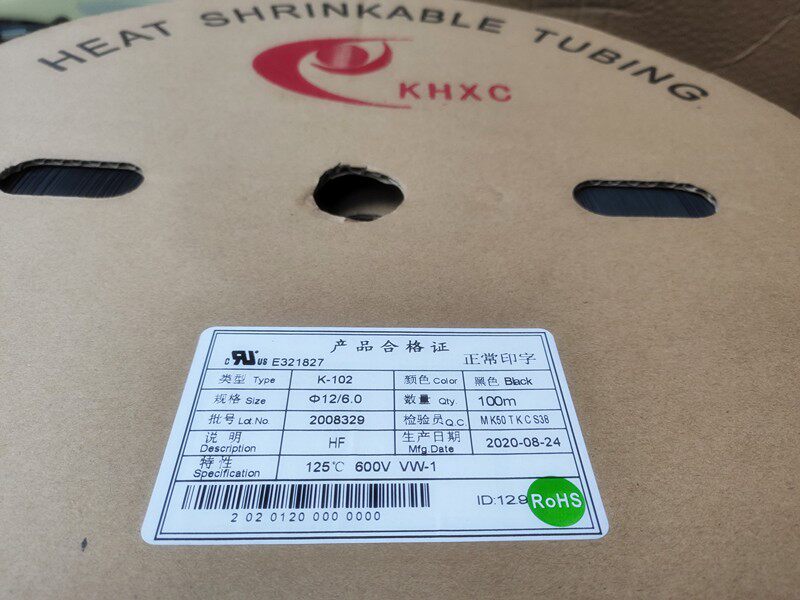 HEAT SHRINKABLE TUBING
KHXC
产品合格证
c RU US E321827 正常印字
类型 Type K-102 颜色 Color 黑色 Black
规格 Size Φ12/6.0 数量 Qty. 100m
批号 Lot.No. 2008329 检验员 Q.C MK50TKCS38
说明 Description HF 生产日期 Mfg.Date 2020-08-24
特性 Specification 125℃ 600V VW-1
ID:12.9 RoHS
2 02 0120 000 0000